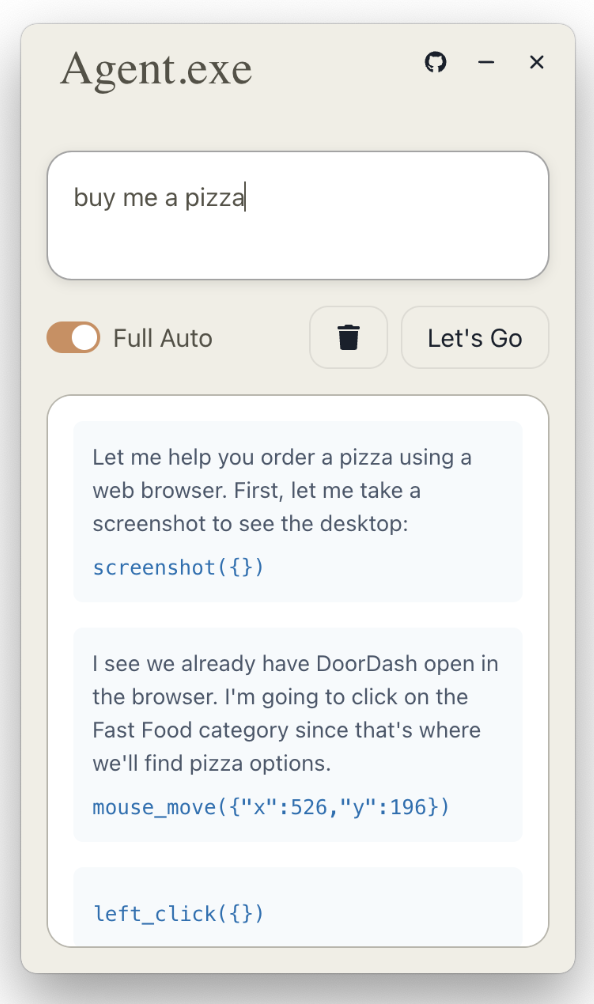 Agent.exe
buy me a pizza
Full Auto
Let's Go
Let me help you order a pizza using a
web browser. First, let me take a
screenshot to see the desktop:
screenshot({})
I see we already have DoorDash open in
the browser. I'm going to click on the
Fast Food category since that's where
we'll find pizza options.
mouse_move({"x":526,"y":196})
left_click({})